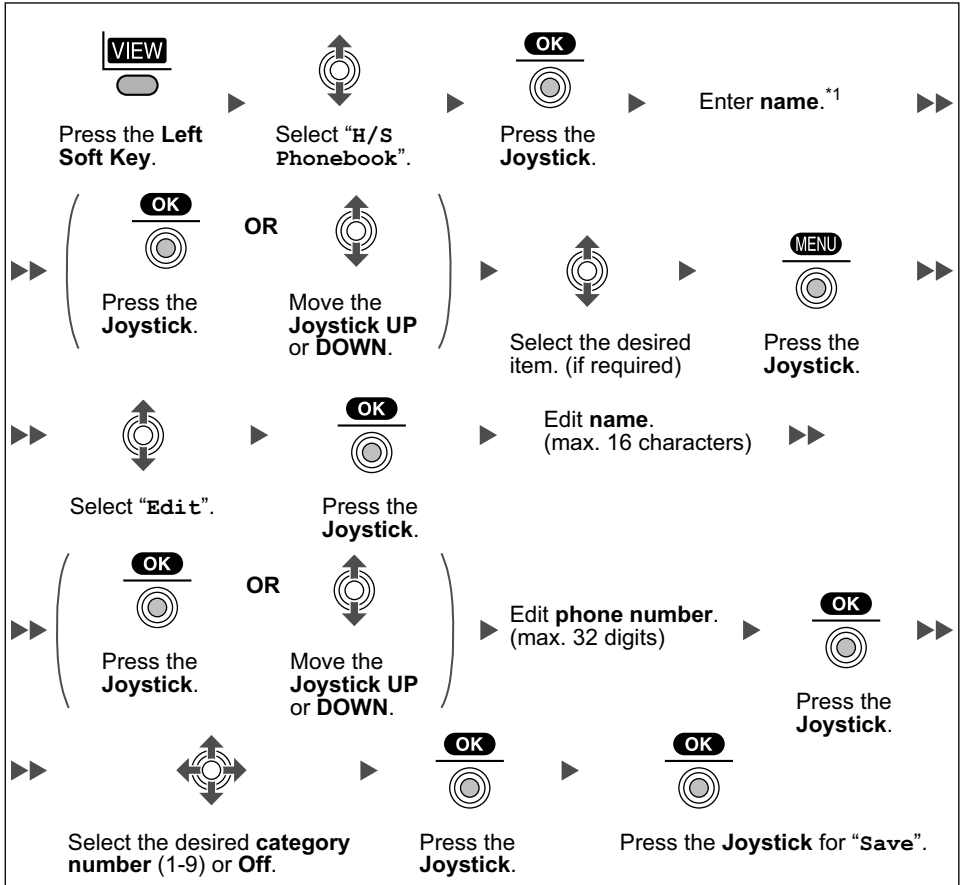 VIEW
OK
Press the Left
Soft Key.
Select “H/S
Phonebook”.
Press the
Joystick.
Enter name.*1
OK
OR
Press the
Joystick.
Move the
Joystick UP
or DOWN.
Select the desired
item. (if required)
MENU
Press the
Joystick.
Select “Edit”.
OK
Press the
Joystick.
Edit name.
(max. 16 characters)
OK
OR
Press the
Joystick.
Move the
Joystick UP
or DOWN.
Edit phone number.
(max. 32 digits)
OK
Press the
Joystick.
Select the desired category
number (1-9) or Off.
OK
Press the
Joystick.
OK
Press the Joystick for “Save”.